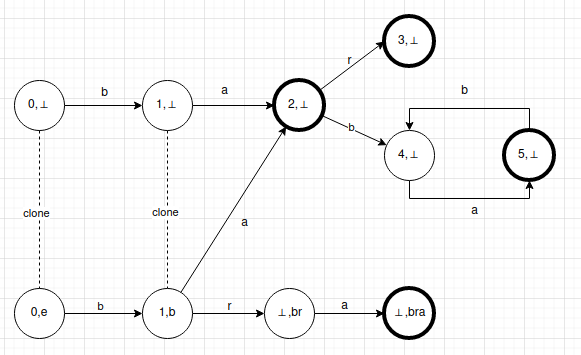 3,⊥
r
b
b
a
0,⊥
1,⊥
2,⊥
b
4,⊥
5,⊥
a
clone
clone
a
b
r
a
0,e
1,b
⊥,br
⊥,bra